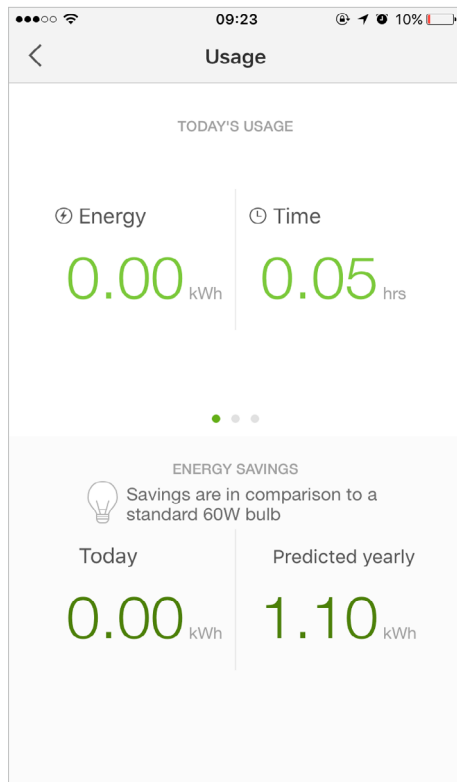 09:23
10%
Usage
TODAY'S USAGE
Energy
Time
0.00 kWh
0.05 hrs
ENERGY SAVINGS
Savings are in comparison to a
standard 60W bulb
Today
Predicted yearly
0.00 kWh
1.10 kWh